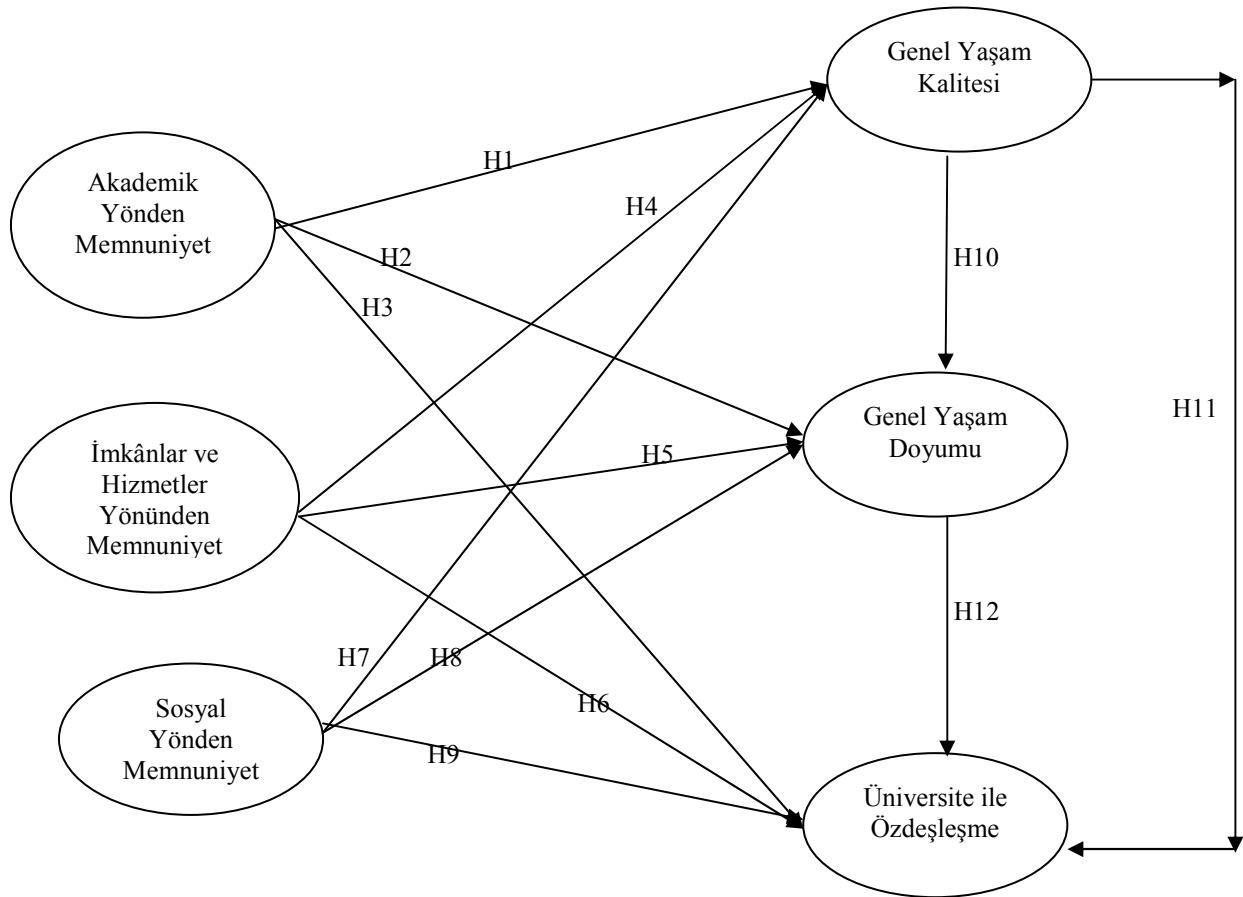 Genel Yaşam
Kalitesi
H1
Akademik
Yönden
Memnuniyet
H4
H2
H10
H3
Genel Yaşam
Doyumu
H11
İmkânlar ve
Hizmetler
Yönünden
Memnuniyet
H5
H12
H7
H8
H6
Sosyal
Yönden
Memnuniyet
H9
Üniversite ile
Özdeşleşme